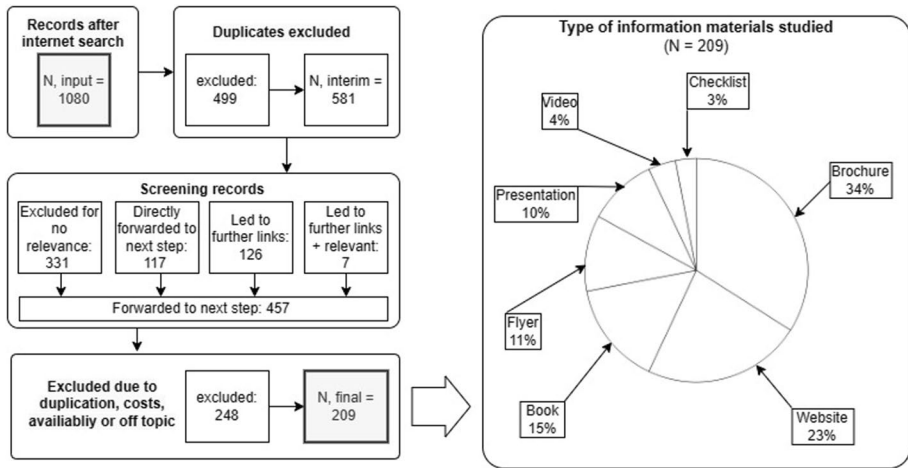 Records after
internet search
N, input =
1080
Duplicates excluded
excluded:
499
N, interim =
581
Screening records
Excluded for
no
relevance:
331
Directly
forwarded to
next step:
117
Led to
further links:
126
Led to
further links
+ relevant:
7
Forwarded to next step: 457
Excluded due to
duplication, costs,
availiabliy or off topic
excluded:
248
N, final =
209
Type of information materials studied
(N = 209)
Checklist
3%
Video
4%
Brochure
34%
Presentation
10%
Flyer
11%
Book
15%
Website
23%